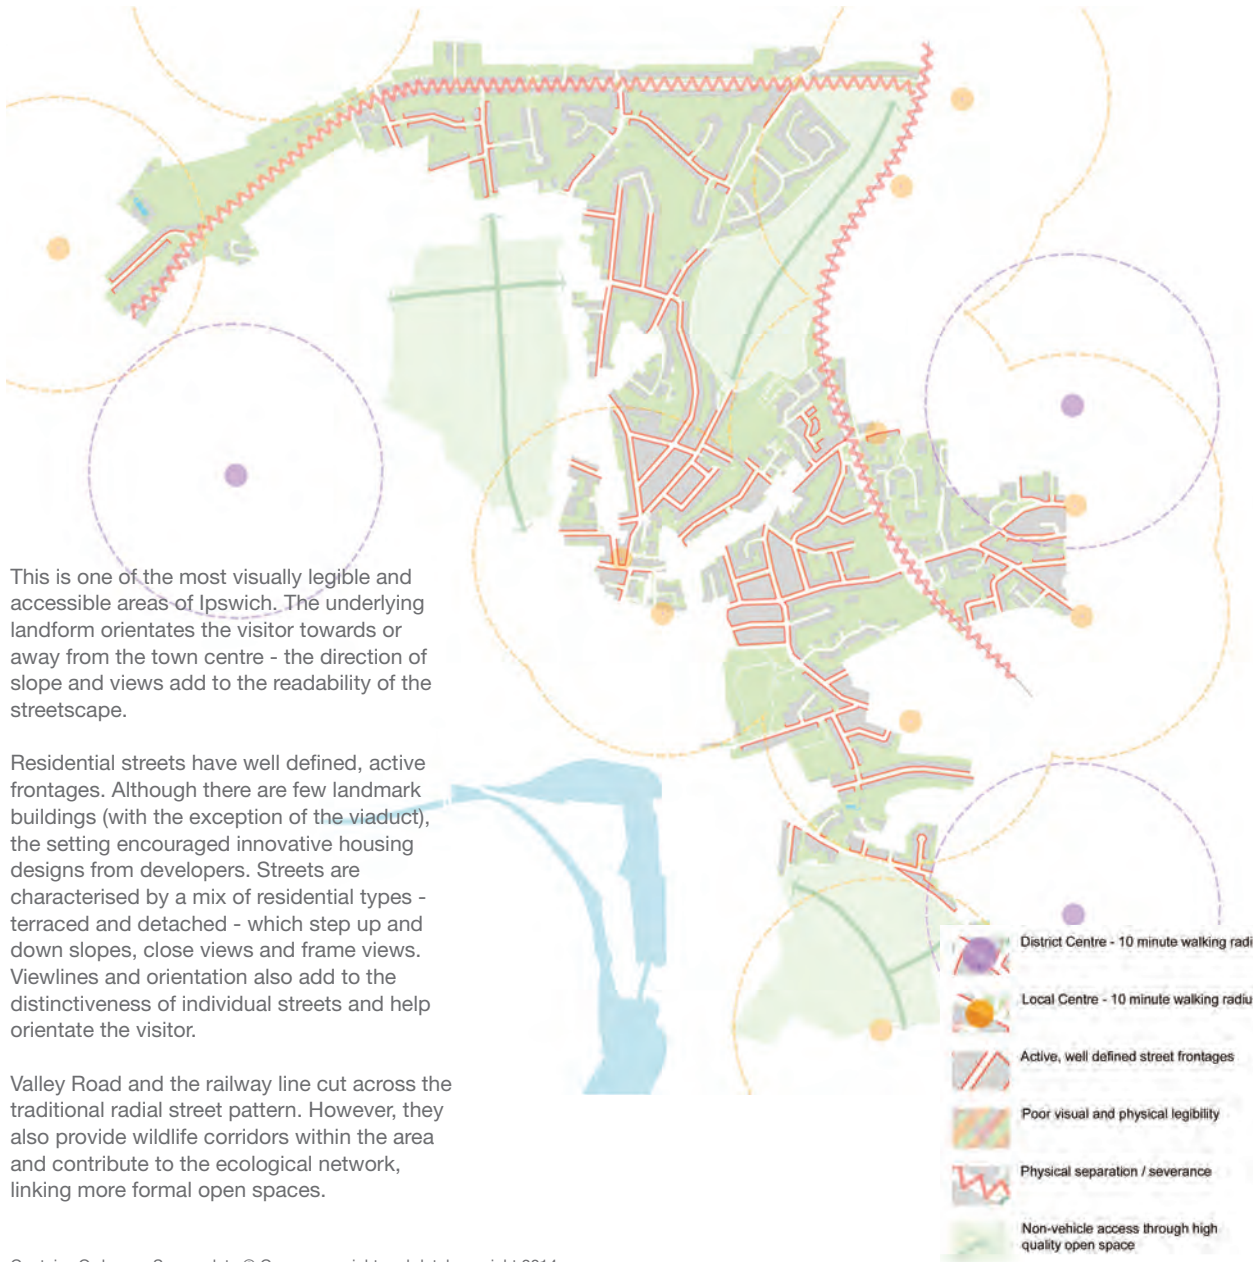 This is one of the most visually legible and
accessible areas of Ipswich. The underlying
landform orientates the visitor towards or
away from the town centre - the direction of
slope and views add to the readability of the
streetscape.
Residential streets have well defined, active
frontages. Although there are few landmark
buildings (with the exception of the viaduct),
the setting encouraged innovative housing
designs from developers. Streets are
characterised by a mix of residential types -
terraced and detached - which step up and
down slopes, close views and frame views.
Viewlines and orientation also add to the
distinctiveness of individual streets and help
orientate the visitor.
Valley Road and the railway line cut across the
traditional radial street pattern. However, they
also provide wildlife corridors within the area
and contribute to the ecological network,
linking more formal open spaces.
District Centre - 10 minute walking radi
Local Centre - 10 minute walking radiu
Active, well defined street frontages
Poor visual and physical legibility
Physical separation / severance
Non-vehicle access through high
quality open space